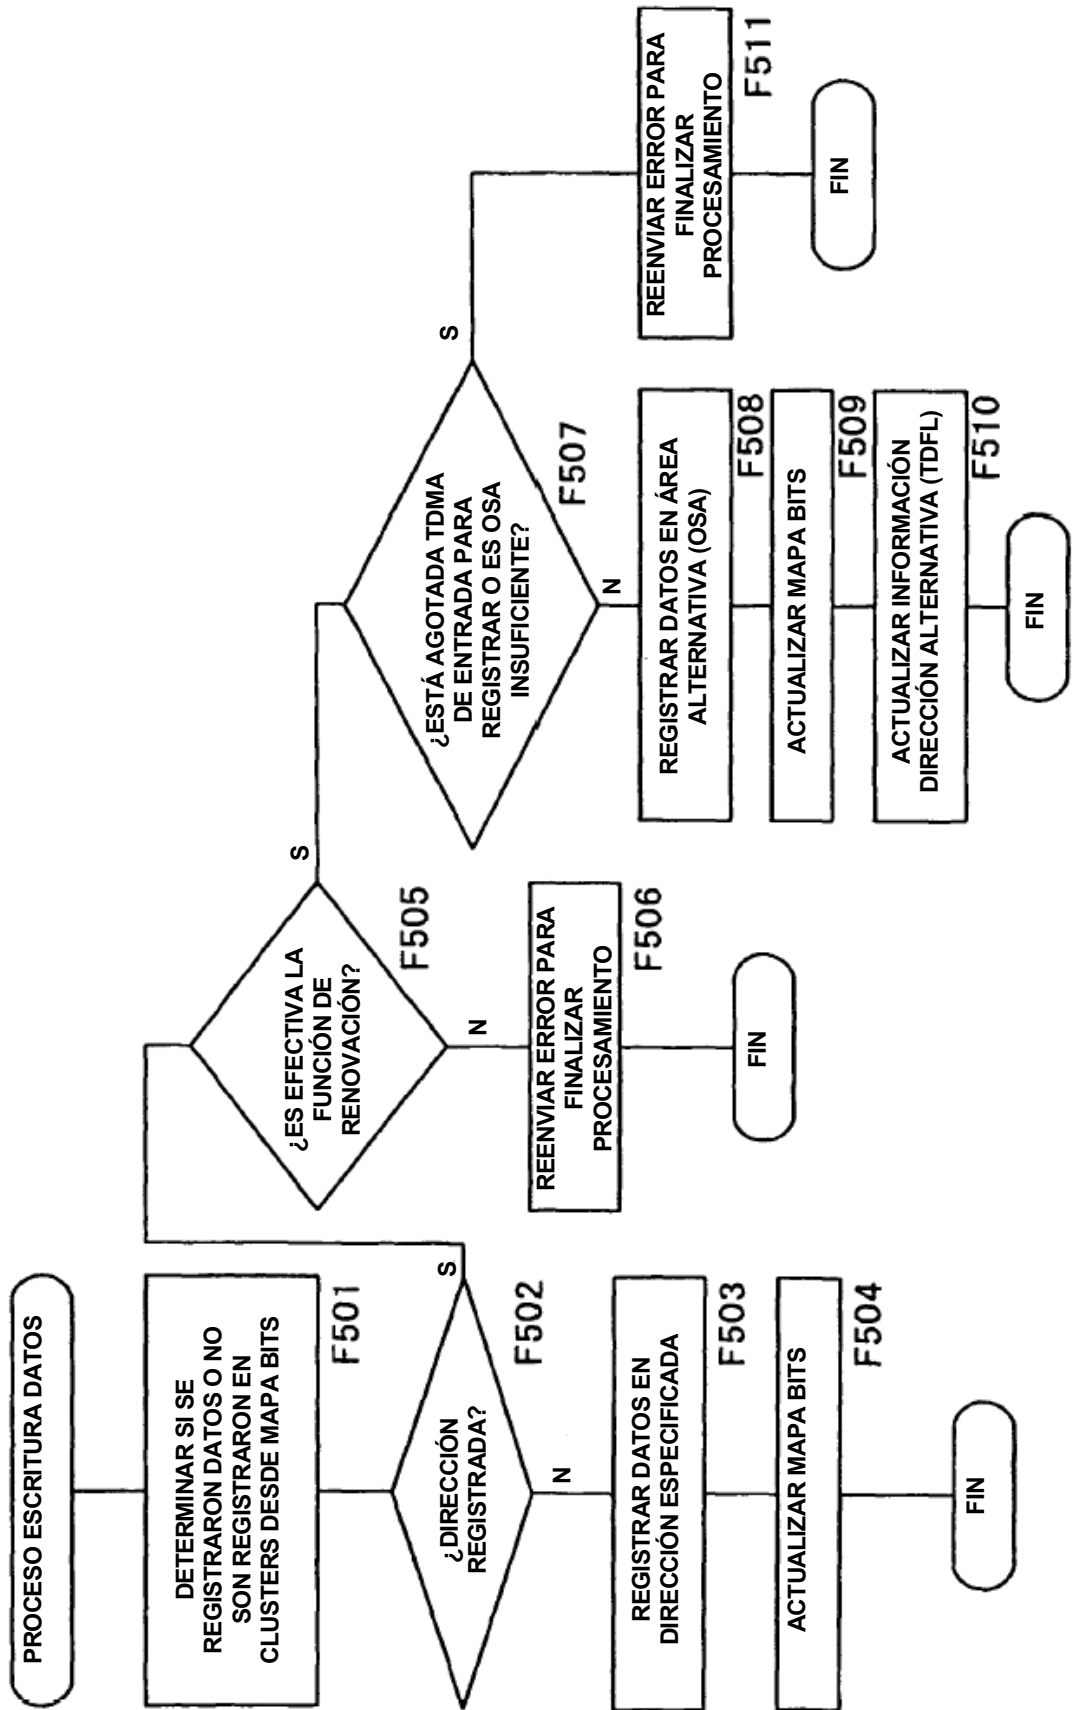 PROCESO ESCRITURA DATOS
DETERMINAR SI SE
REGISTRARON DATOS O NO
SON REGISTRARON EN
CLUSTERS DESDE MAPA BITS
F501
¿DIRECCIÓN
REGISTRADA?
S
F502
N
REGISTRAR DATOS EN
DIRECCIÓN ESPECIFICADA
F503
ACTUALIZAR MAPA BITS
F504
FIN
¿ES EFECTIVA LA
FUNCIÓN DE
RENOVACIÓN?
S
F505
N
REENVIAR ERROR PARA
FINALIZAR
PROCESAMIENTO
F506
FIN
¿ESTÁ AGOTADA TDMA
DE ENTRADA PARA
REGISTRAR O ES OSA
INSUFICIENTE?
S
F507
N
REGISTRAR DATOS EN ÁREA
ALTERNATIVA (OSA)
F508
ACTUALIZAR MAPA BITS
F509
ACTUALIZAR INFORMACIÓN
DIRECCIÓN ALTERNATIVA (TDFL)
F510
FIN
REENVIAR ERROR PARA
FINALIZAR
PROCESAMIENTO
F511
FIN